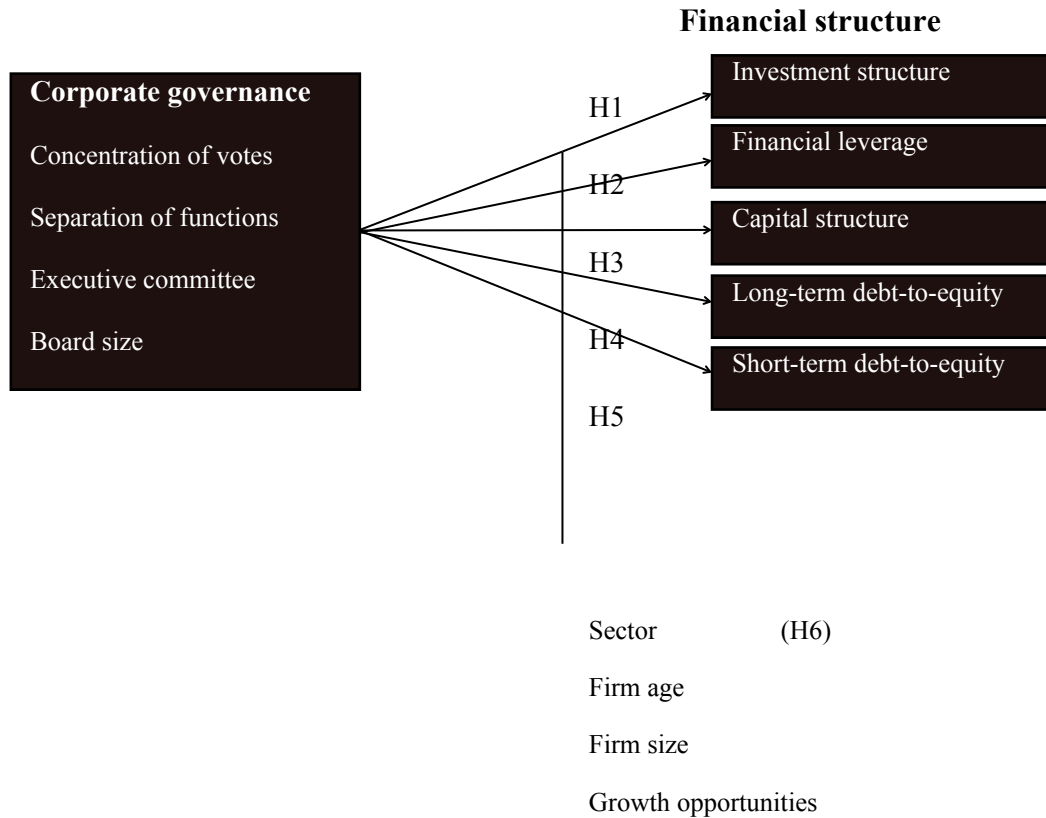 Financial structure
Corporate governance
Concentration of votes
Separation of functions
Executive committee
Board size
H1
H2
H3
H4
H5
Investment structure
Financial leverage
Capital structure
Long-term debt-to-equity
Short-term debt-to-equity
Sector (H6)
Firm age
Firm size
Growth opportunities